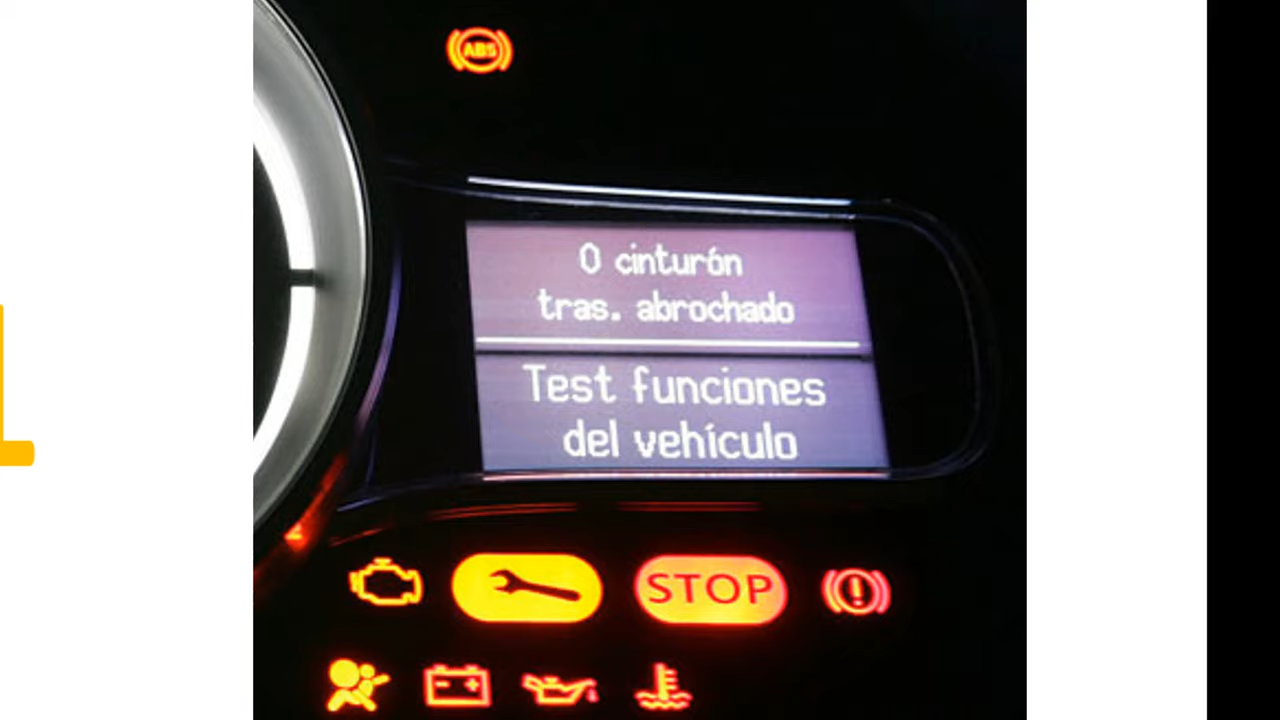 ABS
0 cinturón
tras. abrochado
Test funciones
del vehículo
STOP